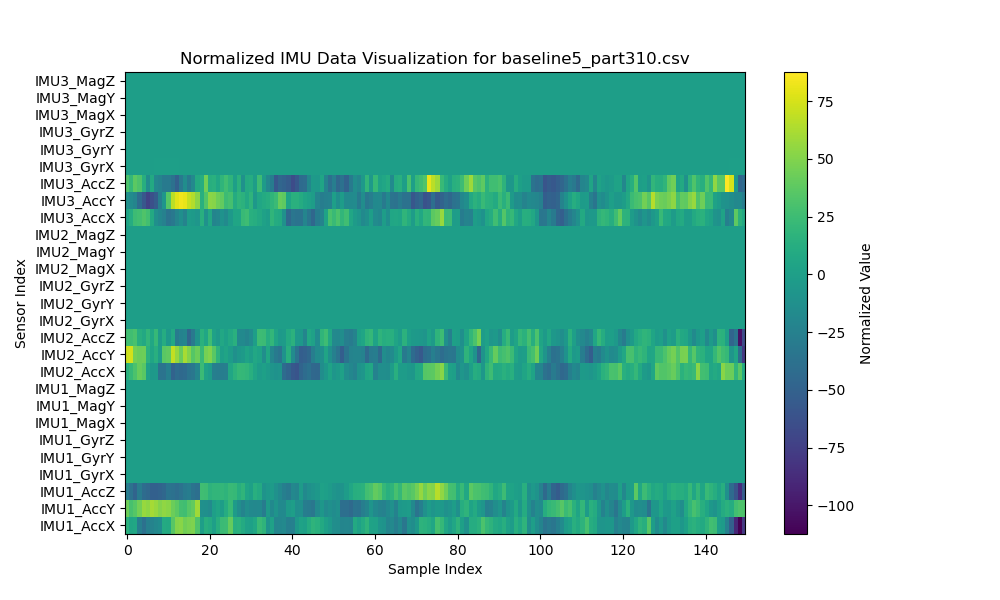 Normalized IMU Data Visualization for baseline5_part310.csv
IMU3_MagZ
IMU3_MagY
IMU3_MagX
IMU3_GyrZ
IMU3_GyrY
IMU3_GyrX
IMU3_AccZ
IMU3_AccY
IMU3_AccX
IMU2_MagZ
IMU2_MagY
IMU2_MagX
IMU2_GyrZ
IMU2_GyrY
IMU2_GyrX
IMU2_AccZ
IMU2_AccY
IMU2_AccX
IMU1_MagZ
IMU1_MagY
IMU1_MagX
IMU1_GyrZ
IMU1_GyrY
IMU1_GyrX
IMU1_AccZ
IMU1_AccY
IMU1_AccX
Sensor Index
0 20 40 60 80 100 120 140
Sample Index
75
50
25
0
−25
−50
−75
−100
Normalized Value